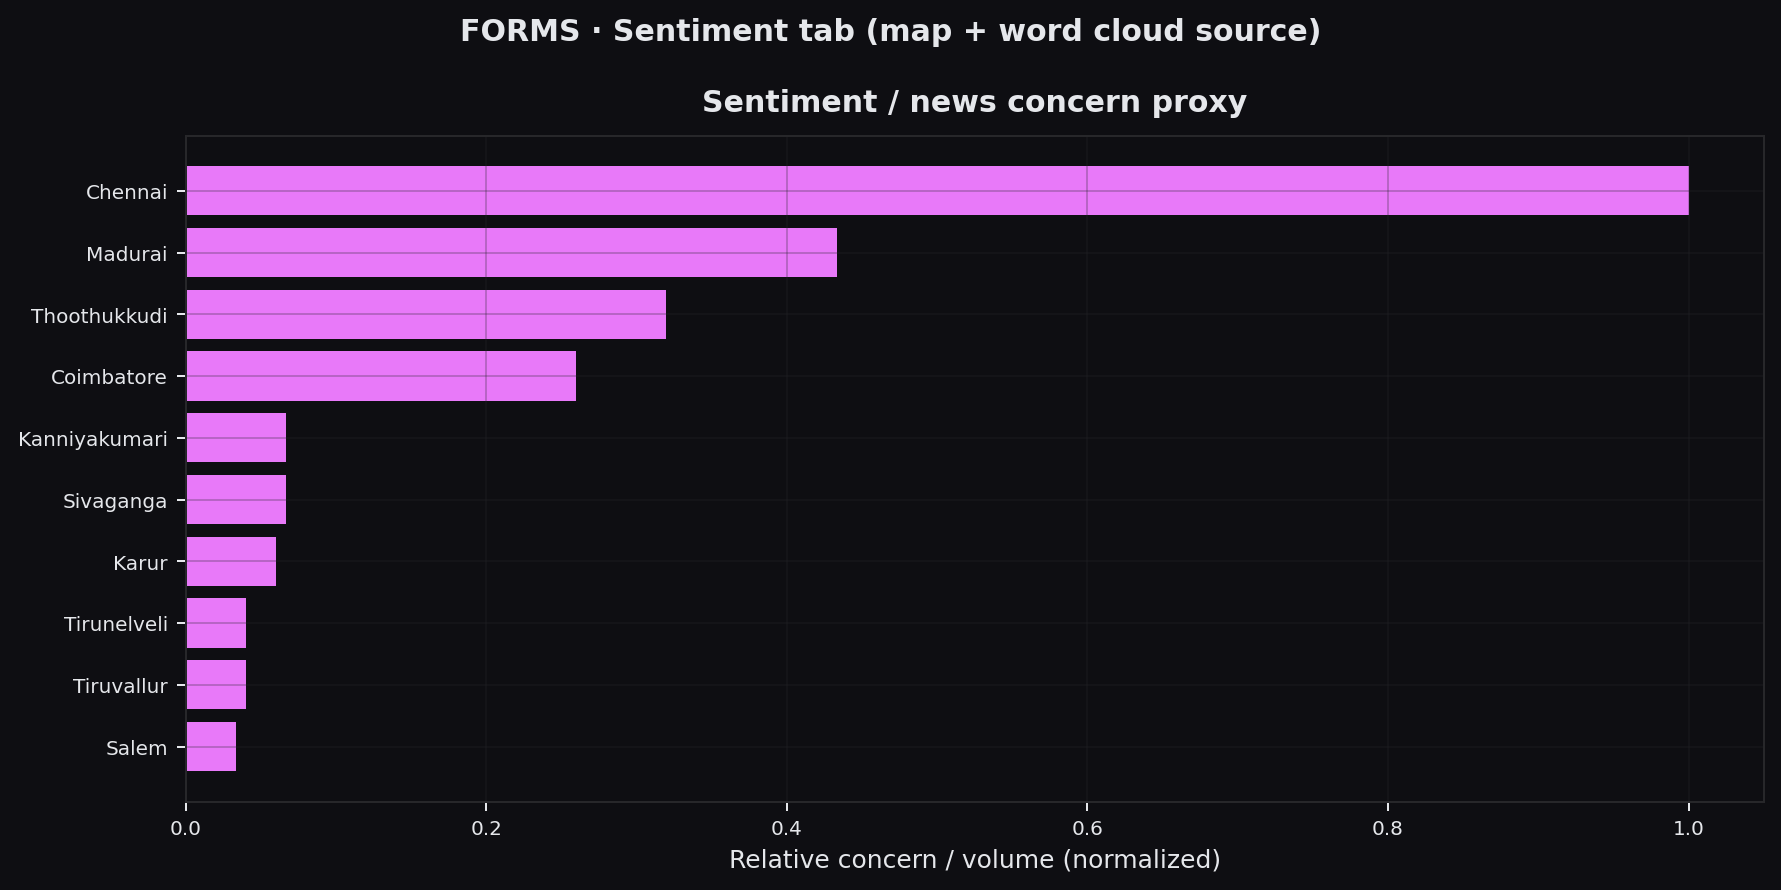 FORMS · Sentiment tab (map + word cloud source)
Sentiment / news concern proxy
Chennai
Madurai
Thoothukkudi
Coimbatore
Kanniyakumari
Sivaganga
Karur
Tirunelveli
Tiruvallur
Salem
0.0 0.2 0.4 0.6 0.8 1.0
Relative concern / volume (normalized)